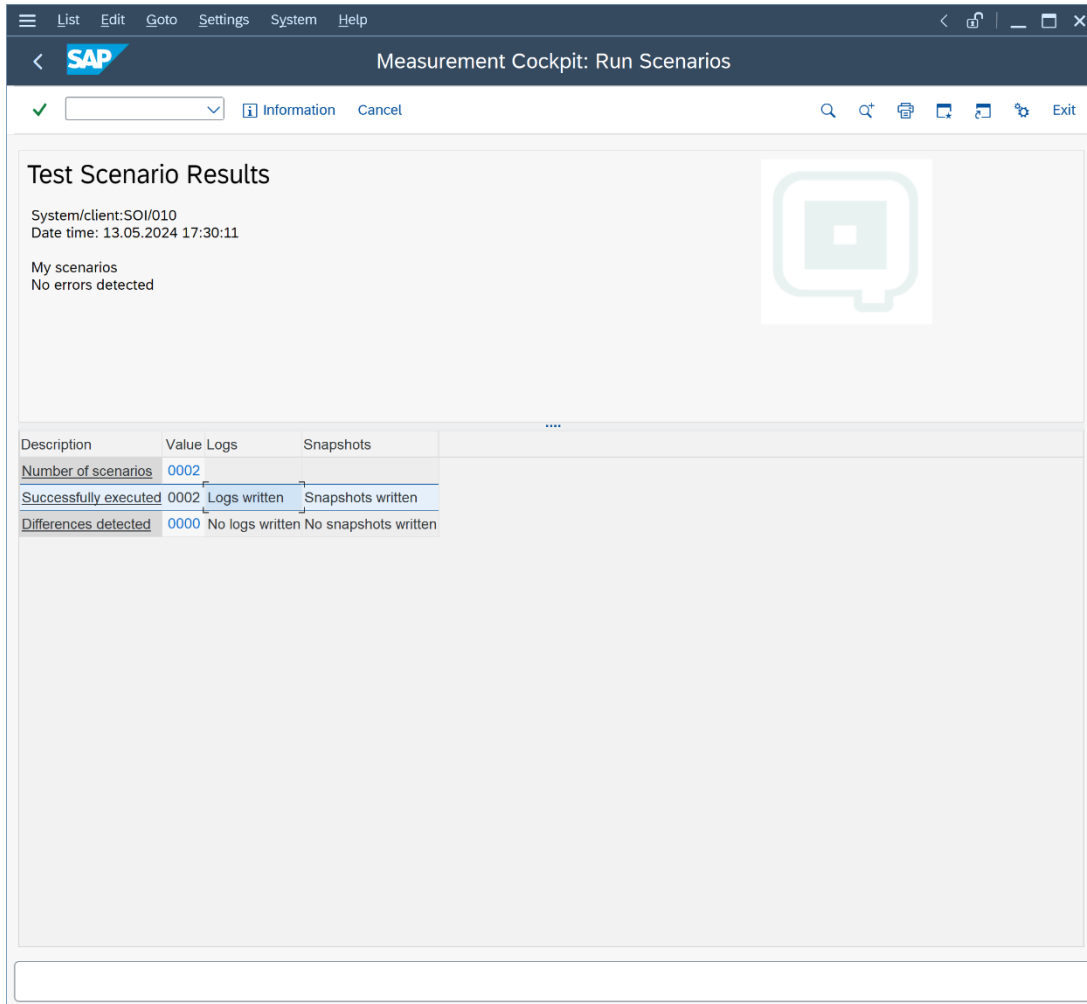 List Edit Goto Settings System Help
SAP Measurement Cockpit: Run Scenarios
Information Cancel Exit
Test Scenario Results
System/client:SOI/010
Date time: 13.05.2024 17:30:11
My scenarios
No errors detected
Description Value Logs Snapshots
Number of scenarios 0002
Successfully executed 0002 Logs written Snapshots written
Differences detected 0000 No logs written No snapshots written